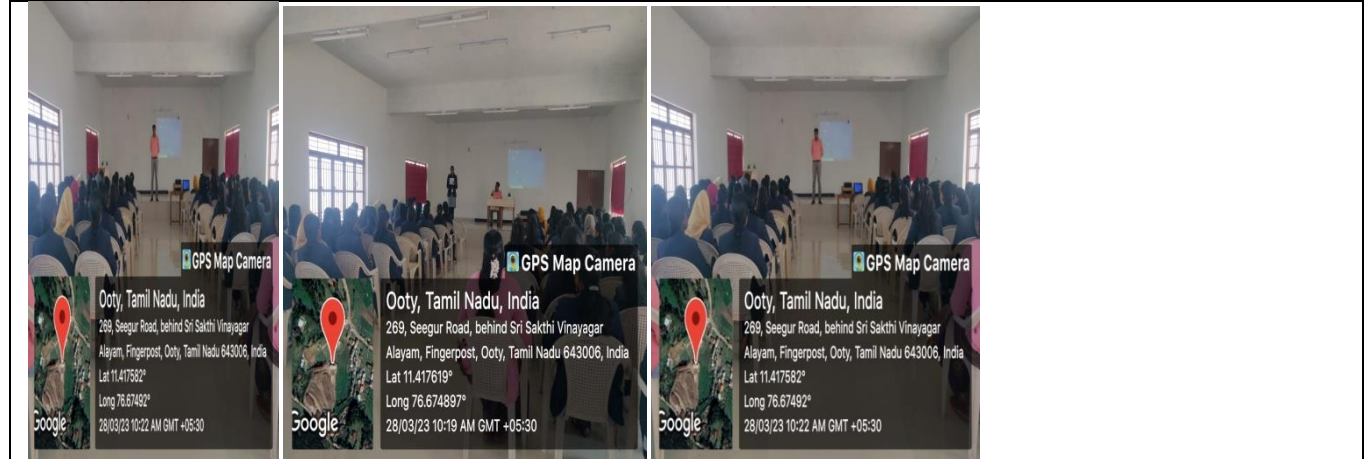 GPS Map Camera
Ooty, Tamil Nadu, India
269, Seegur Road, behind Sri Sakthi Vinayagar
Alayam, Fingerpost, Ooty, Tamil Nadu 643006, India
Lat 11.417582°
Long 76.67492°
28/03/23 10:22 AM GMT +05:30
Google
GPS Map Camera
Ooty, Tamil Nadu, India
269, Seegur Road, behind Sri Sakthi Vinayagar
Alayam, Fingerpost, Ooty, Tamil Nadu 643006, India
Lat 11.417619°
Long 76.674897°
28/03/23 10:19 AM GMT +05:30
Google
GPS Map Camera
Ooty, Tamil Nadu, India
269, Seegur Road, behind Sri Sakthi Vinayagar
Alayam, Fingerpost, Ooty, Tamil Nadu 643006, India
Lat 11.417582°
Long 76.67492°
28/03/23 10:22 AM GMT +05:30
Google